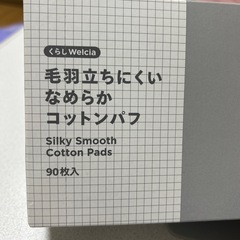 くらしWelcia
毛羽立ちにくい
なめらか
コットンパフ
Silky Smooth
Cotton Pads
90枚入